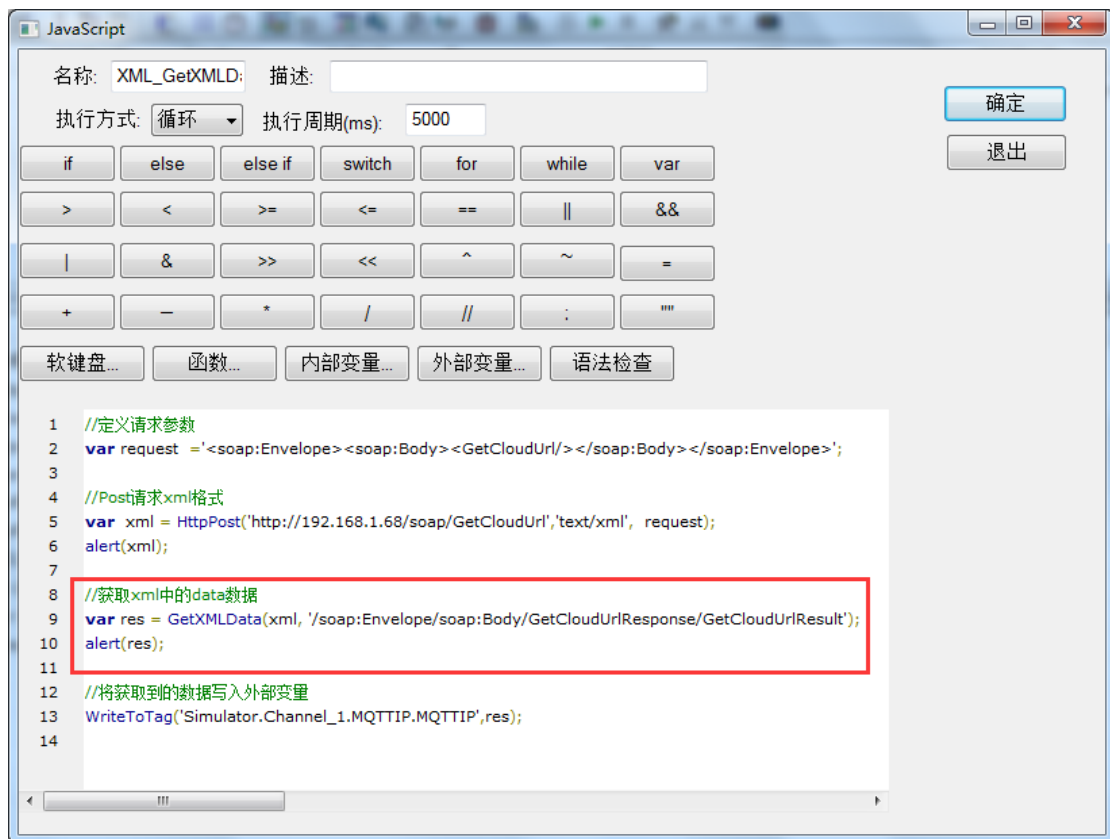 JavaScript
名称: XML_GetXMLDa 描述:
确定
执行方式: 循环 执行周期(ms): 5000
退出
if else else if switch for while var
> < >= <= == || &&
| & >> << ^ ~ =
+ — * / // ; ""
软键盘... 函数... 内部变量... 外部变量... 语法检查
1 //定义请求参数
2 var request ='<soap:Envelope><soap:Body><GetCloudUrl/></soap:Body></soap:Envelope>';
3
4 //Post请求xml格式
5 var xml = HttpPost('http://192.168.1.68/soap/GetCloudUrl','text/xml', request);
6 alert(xml);
7
8 //获取xml中的data数据
9 var res = GetXMLData(xml, '/soap:Envelope/soap:Body/GetCloudUrlResponse/GetCloudUrlResult');
10 alert(res);
11
12 //将获取到的数据写入外部变量
13 WriteToTag('Simulator.Channel_1.MQTTIP.MQTTIP',res);
14